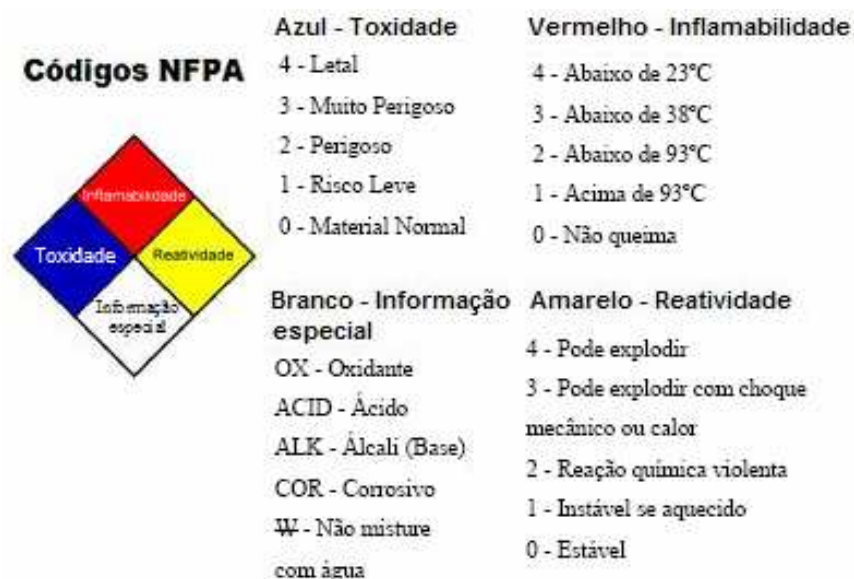 Códigos NFPA
Inflamabilidade
Toxidade
Reatividade
Informação
especial
Azul - Toxidade
4 - Letal
3 - Muito Perigoso
2 - Perigoso
1 - Risco Leve
0 - Material Normal
Vermelho - Inflamabilidade
4 - Abaixo de 23°C
3 - Abaixo de 38°C
2 - Abaixo de 93°C
1 - Acima de 93°C
0 - Não queima
Branco - Informação
especial
OX - Oxidante
ACID - Ácido
ALK - Álcali (Base)
COR - Corrosivo
W - Não misture
com água
Amarelo - Reatividade
4 - Pode explodir
3 - Pode explodir com choque
mecânico ou calor
2 - Reação química violenta
1 - Instável se aquecido
0 - Estável